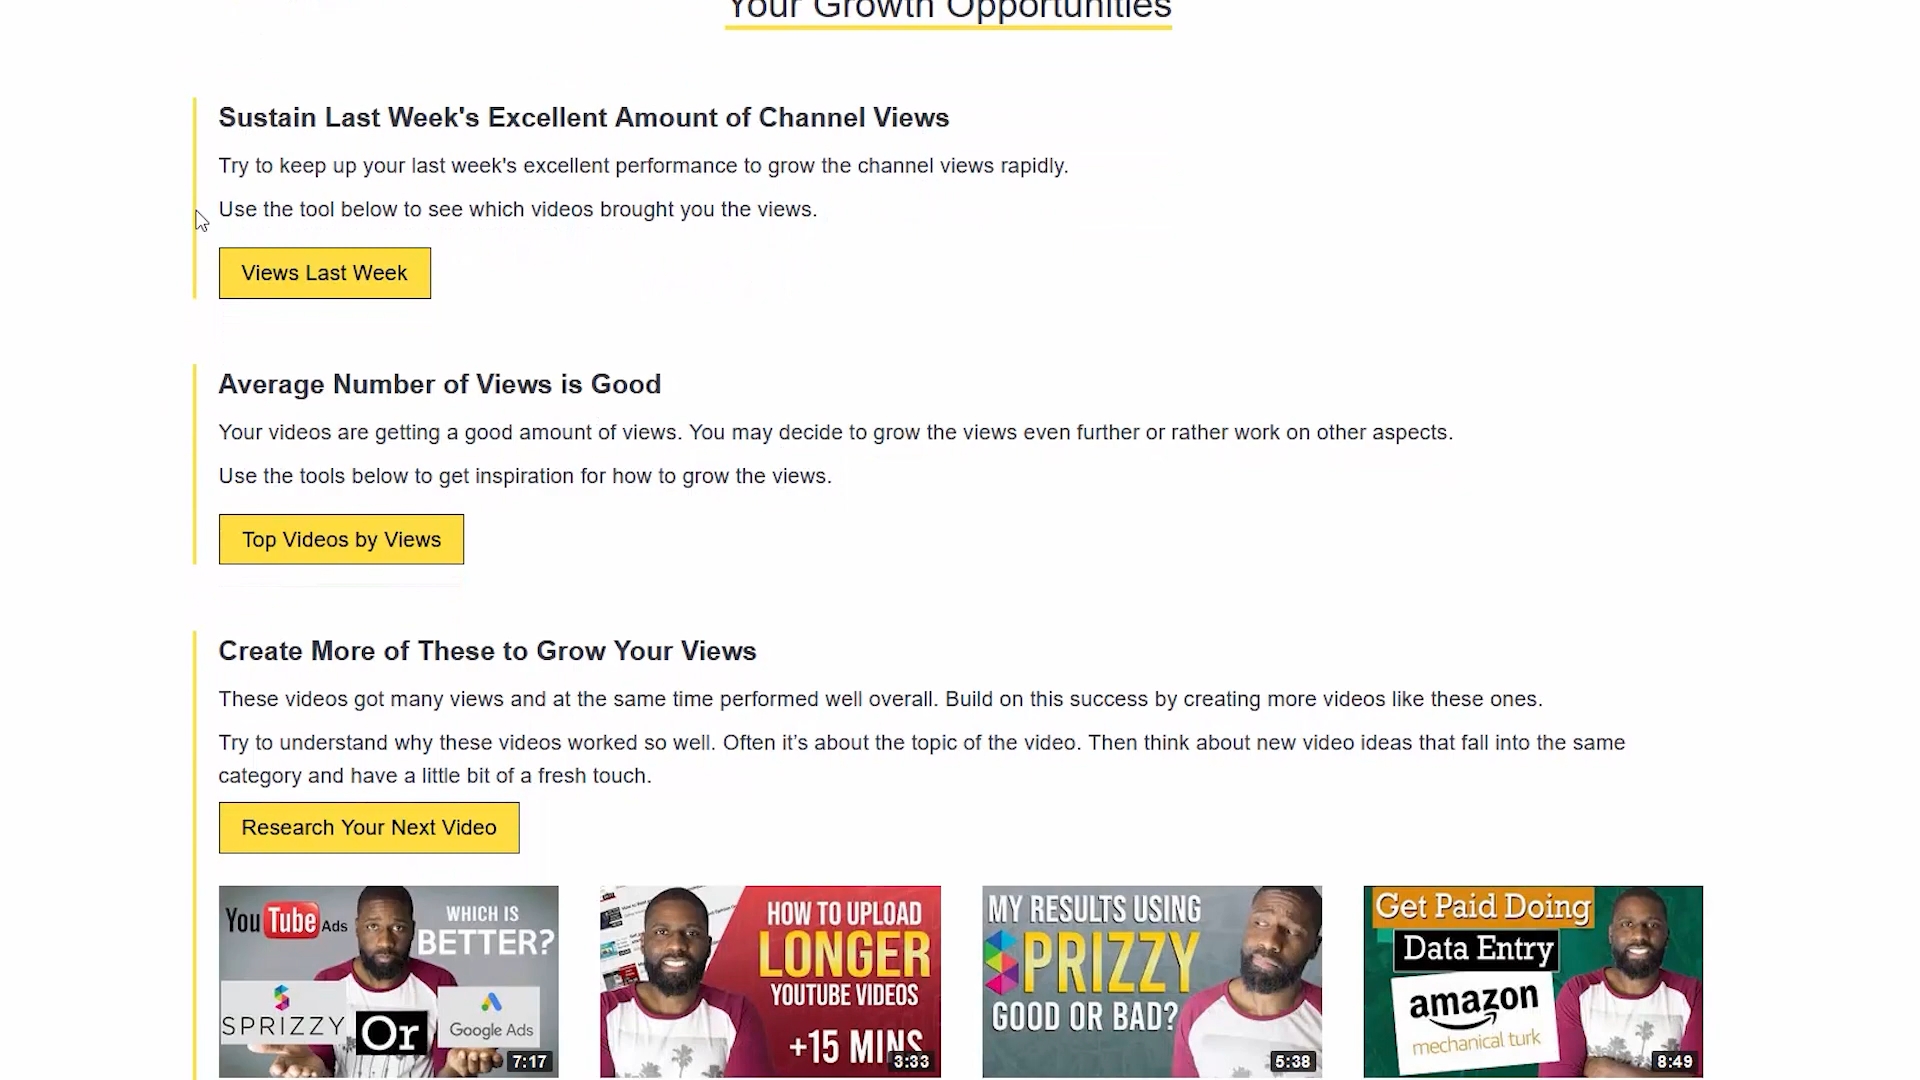 Your Growth Opportunities
Sustain Last Week's Excellent Amount of Channel Views
Try to keep up your last week's excellent performance to grow the channel views rapidly.
Use the tool below to see which videos brought you the views.
Views Last Week
Average Number of Views is Good
Your videos are getting a good amount of views. You may decide to grow the views even further or rather work on other aspects.
Use the tools below to get inspiration for how to grow the views.
Top Videos by Views
Create More of These to Grow Your Views
These videos got many views and at the same time performed well overall. Build on this success by creating more videos like these ones.
Try to understand why these videos worked so well. Often it’s about the topic of the video. Then think about new video ideas that fall into the same
category and have a little bit of a fresh touch.
Research Your Next Video
YouTube Ads
WHICH IS
BETTER?
SPRIZZY
Or
Google Ads
7:17
HOW TO UPLOAD
LONGER
YOUTUBE VIDEOS
+15 MINS
3:33
MY RESULTS USING
SPRIZZY
GOOD OR BAD?
5:38
Get Paid Doing
Data Entry
amazon
mechanical turk
8:49